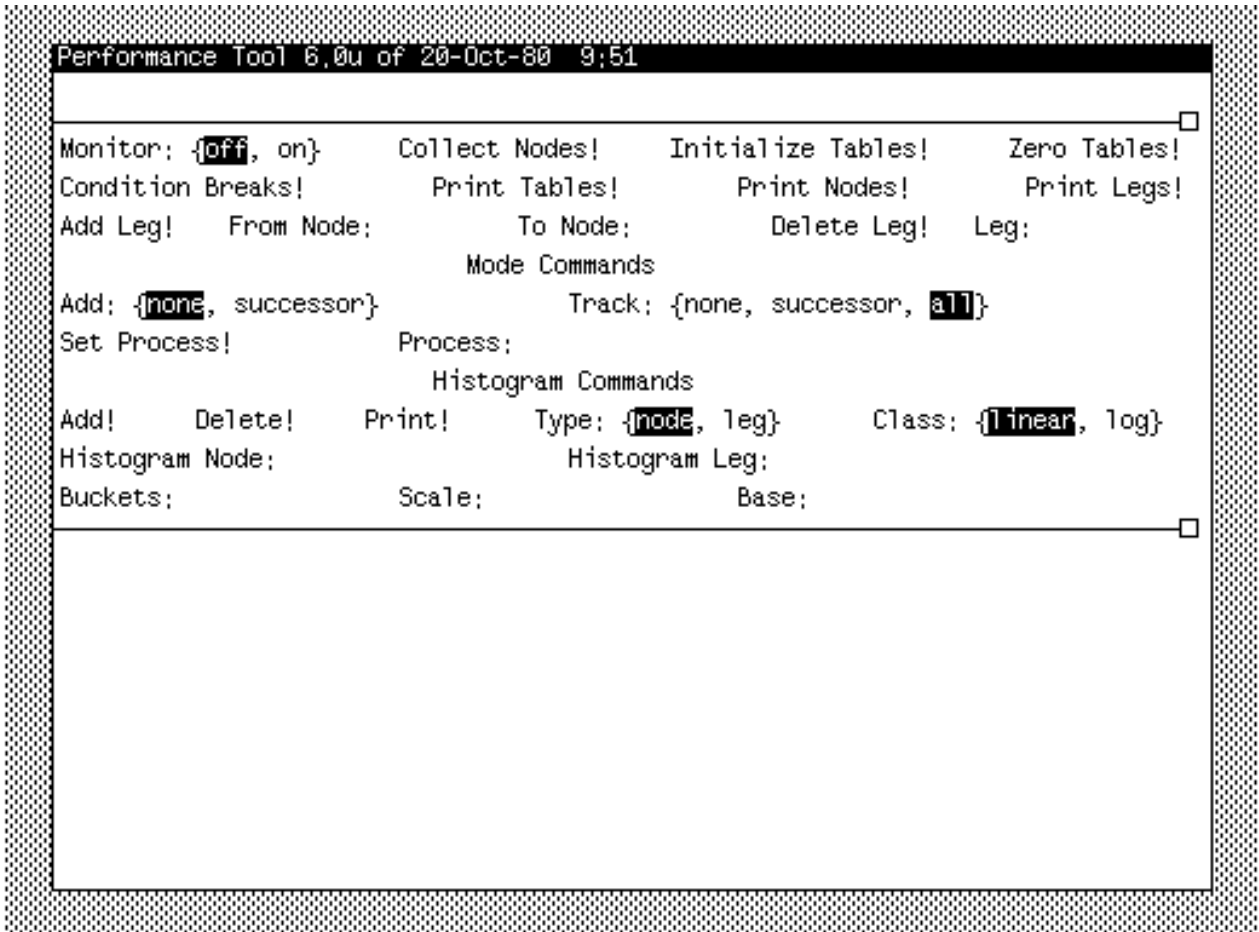 Performance Tool 6.0u of 20-Oct-80 9:51
Monitor: {off, on} Collect Nodes! Initialize Tables! Zero Tables!
Condition Breaks! Print Tables! Print Nodes! Print Legs!
Add Leg! From Node: To Node: Delete Leg! Leg:
Mode Commands
Add: {none, successor} Track: {none, successor, all}
Set Process! Process:
Histogram Commands
Add! Delete! Print! Type: {node, leg} Class: {linear, log}
Histogram Node: Histogram Leg:
Buckets: Scale: Base: